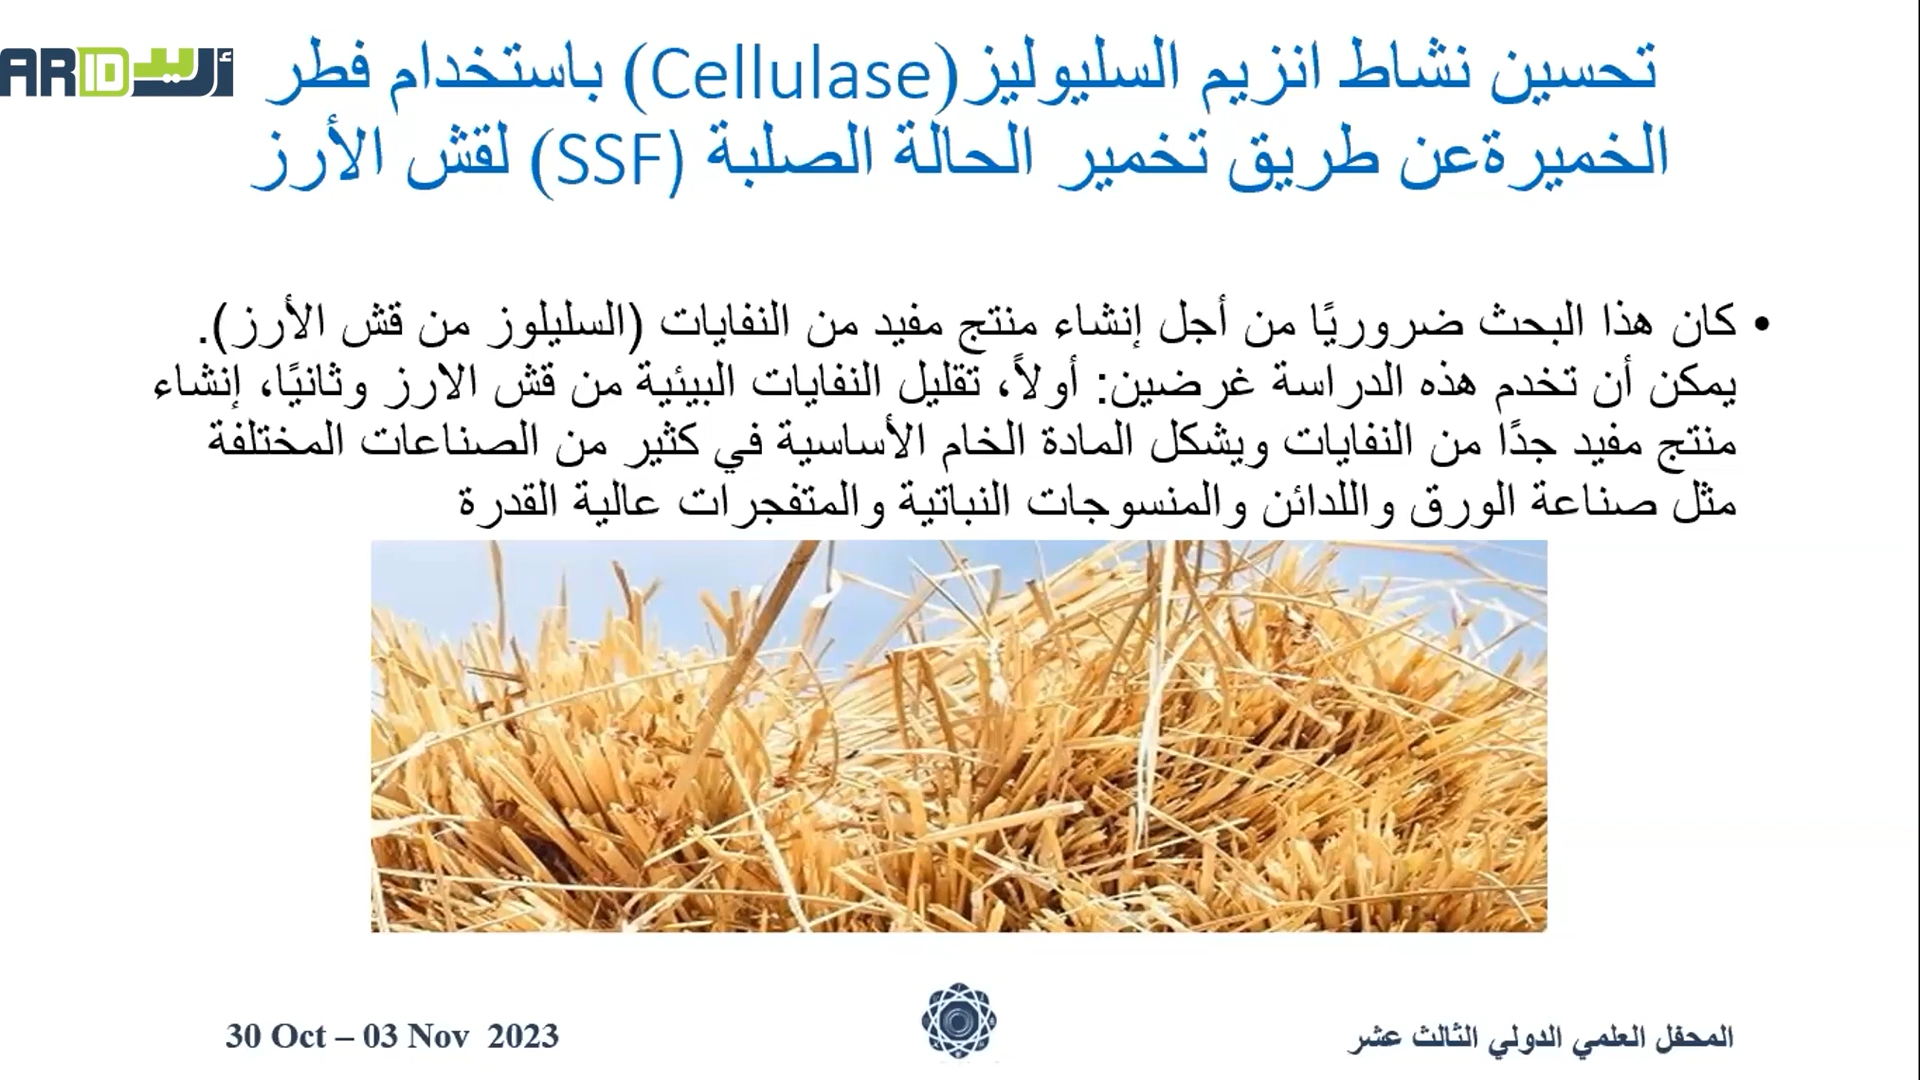 ARID أريد
تحسين نشاط انزيم السليوليز(Cellulase) باستخدام فطر
الخميرةعن طريق تخمير الحالة الصلبة (SSF) لقش الأرز
• كان هذا البحث ضروريًا من أجل إنشاء منتج مفيد من النفايات (السليلوز من قش الأرز).
يمكن أن تخدم هذه الدراسة غرضين: أولاً، تقليل النفايات البيئية من قش الارز وثانيًا، إنشاء
منتج مفيد جدًا من النفايات ويشكل المادة الخام الأساسية في كثير من الصناعات المختلفة
مثل صناعة الورق واللدائن والمنسوجات النباتية والمتفجرات عالية القدرة
المحفل العلمي الدولي الثالث عشر
30 Oct – 03 Nov 2023